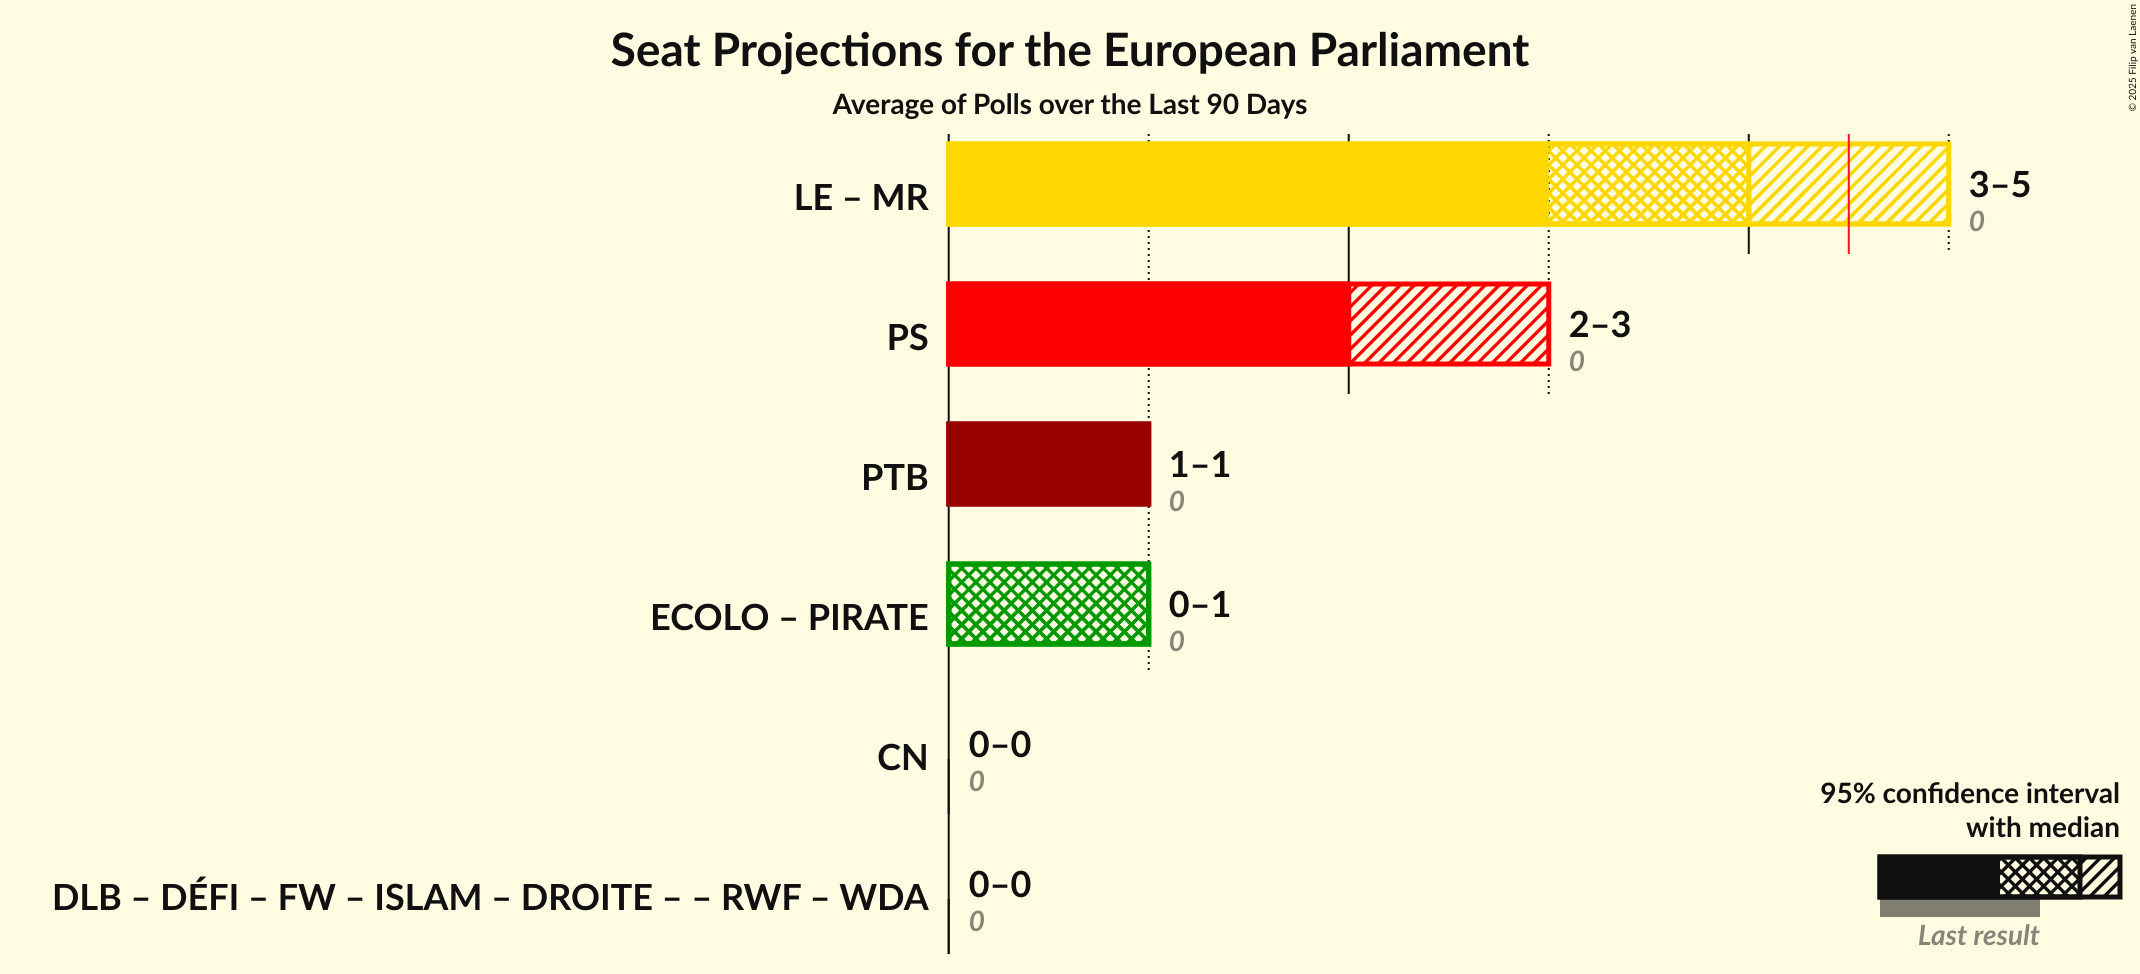 Seat Projections for the European Parliament
Average of Polls over the Last 90 Days
© 2025 Filip van Laenen
LE – MR
3–5
0
PS
2–3
0
PTB
1–1
0
ECOLO – PIRATE
0–1
0
CN
0–0
0
DLB – DÉFI – FW – ISLAM – DROITE – – RWF – WDA
0–0
0
95% confidence interval
with median
Last result